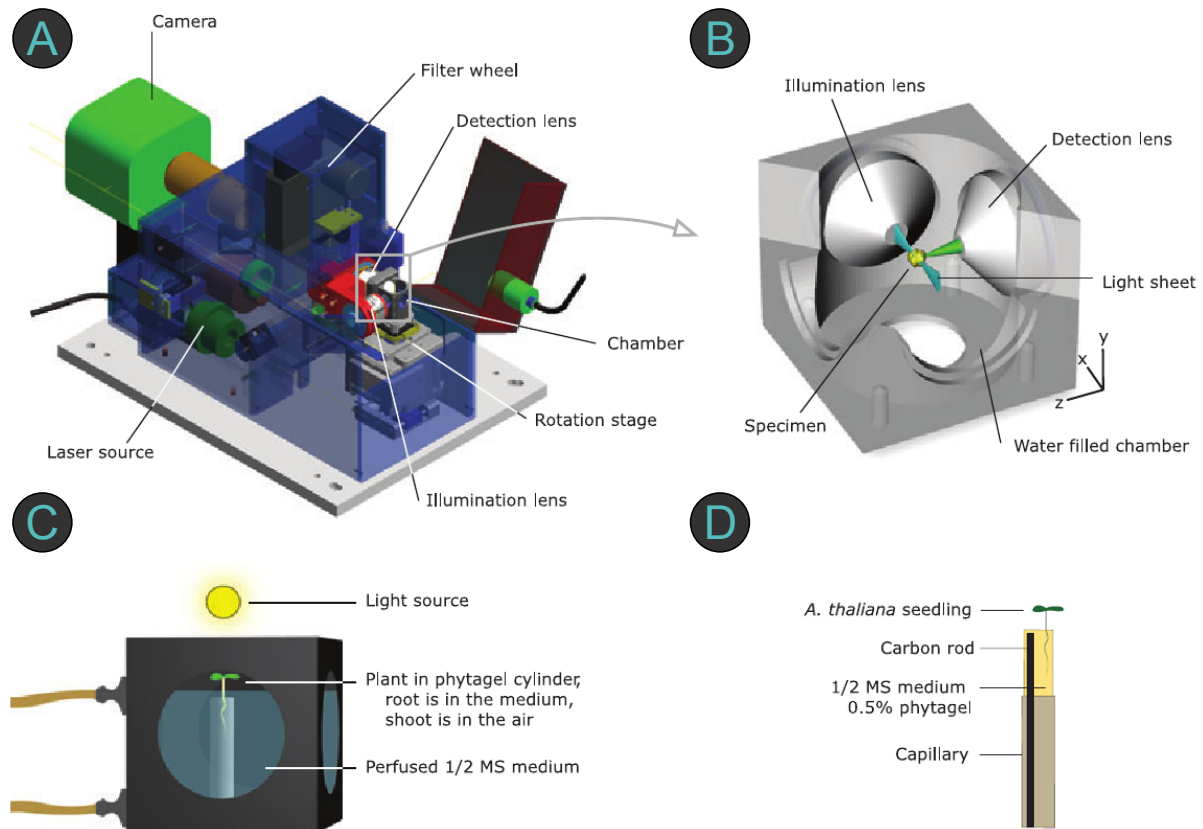 A
Camera
Filter wheel
Detection lens
Chamber
Rotation stage
Laser source
Illumination lens
B
Illumination lens
Detection lens
Light sheet
Specimen
Water filled chamber
y
x
z
C
Light source
Plant in phytagel cylinder,
root is in the medium,
shoot is in the air
Perfused 1/2 MS medium
D
A. thaliana seedling
Carbon rod
1/2 MS medium
0.5% phytagel
Capillary